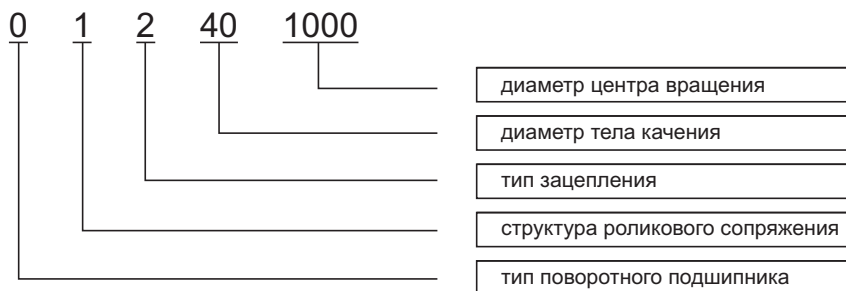 0 1 2 40 1000
диаметр центра вращения
диаметр тела качения
тип зацепления
структура роликового сопряжения
тип поворотного подшипника